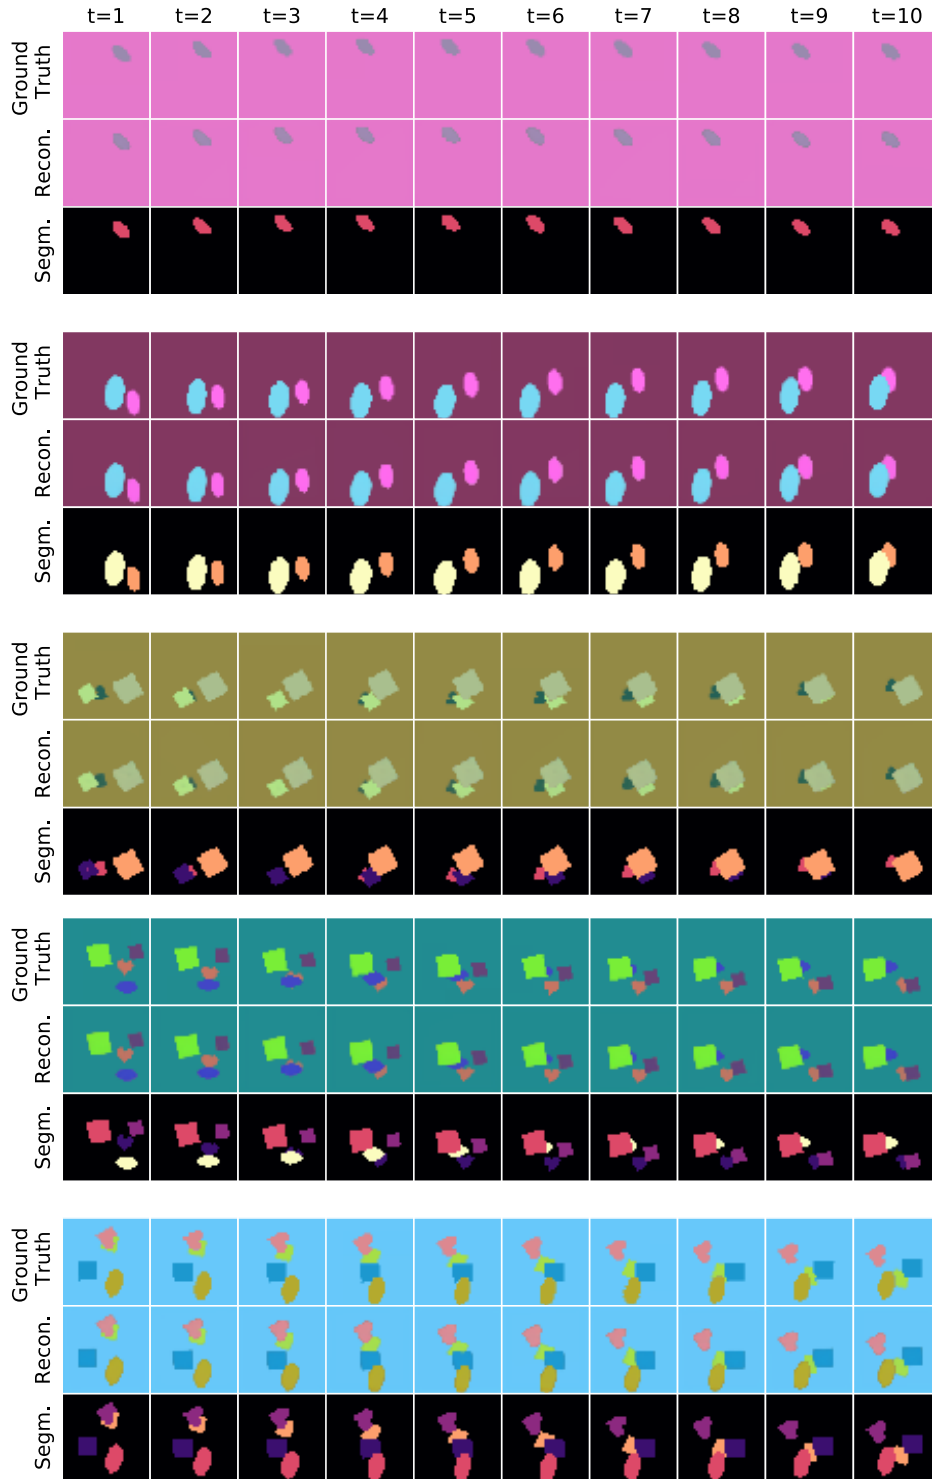 t=1 t=2 t=3 t=4 t=5 t=6 t=7 t=8 t=9 t=10
Ground
Truth
Recon.
Segm.
Ground
Truth
Recon.
Segm.
Ground
Truth
Recon.
Segm.
Ground
Truth
Recon.
Segm.
Ground
Truth
Recon.
Segm.